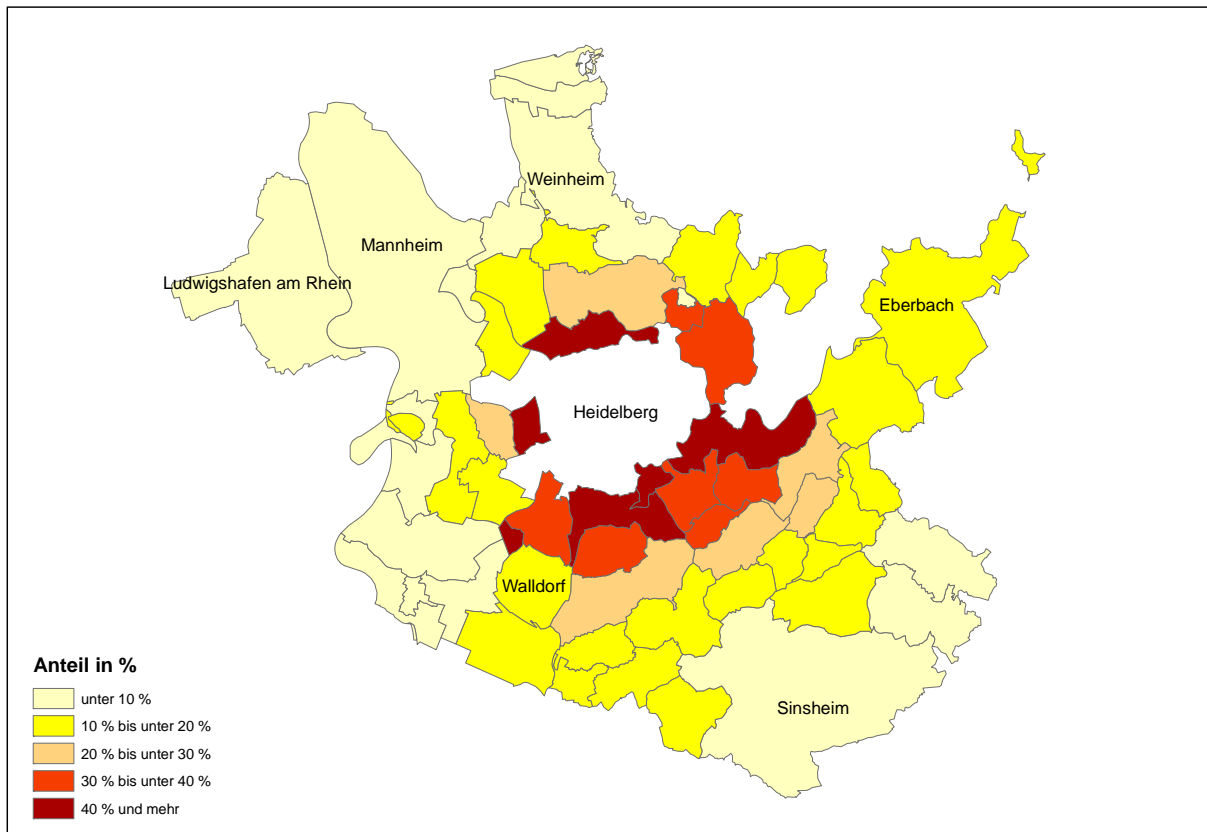 Weinheim
Mannheim
Ludwigshafen am Rhein
Eberbach
Heidelberg
Walldorf
Sinsheim
Anteil in %
unter 10 %
10 % bis unter 20 %
20 % bis unter 30 %
30 % bis unter 40 %
40 % und mehr